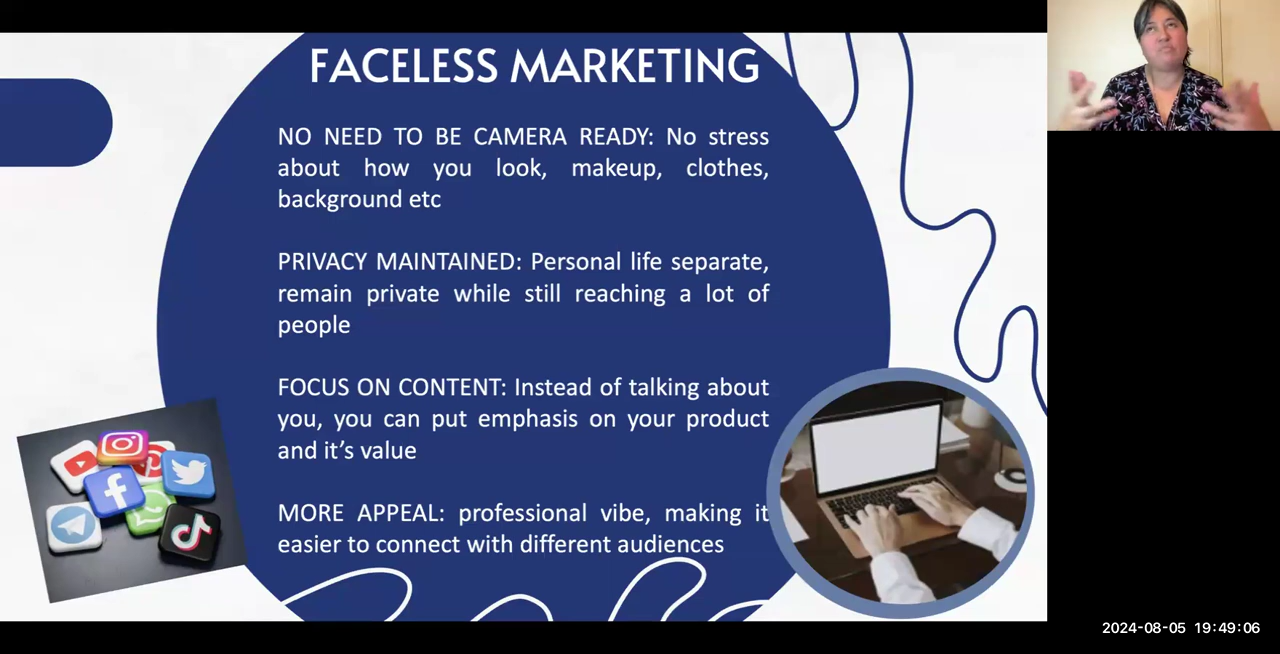 FACELESS MARKETING
NO NEED TO BE CAMERA READY: No stress
about how you look, makeup, clothes,
background etc
PRIVACY MAINTAINED: Personal life separate,
remain private while still reaching a lot of
people
FOCUS ON CONTENT: Instead of talking about
you, you can put emphasis on your product
and it’s value
MORE APPEAL: professional vibe, making it
easier to connect with different audiences
2024-08-05 19:49:06